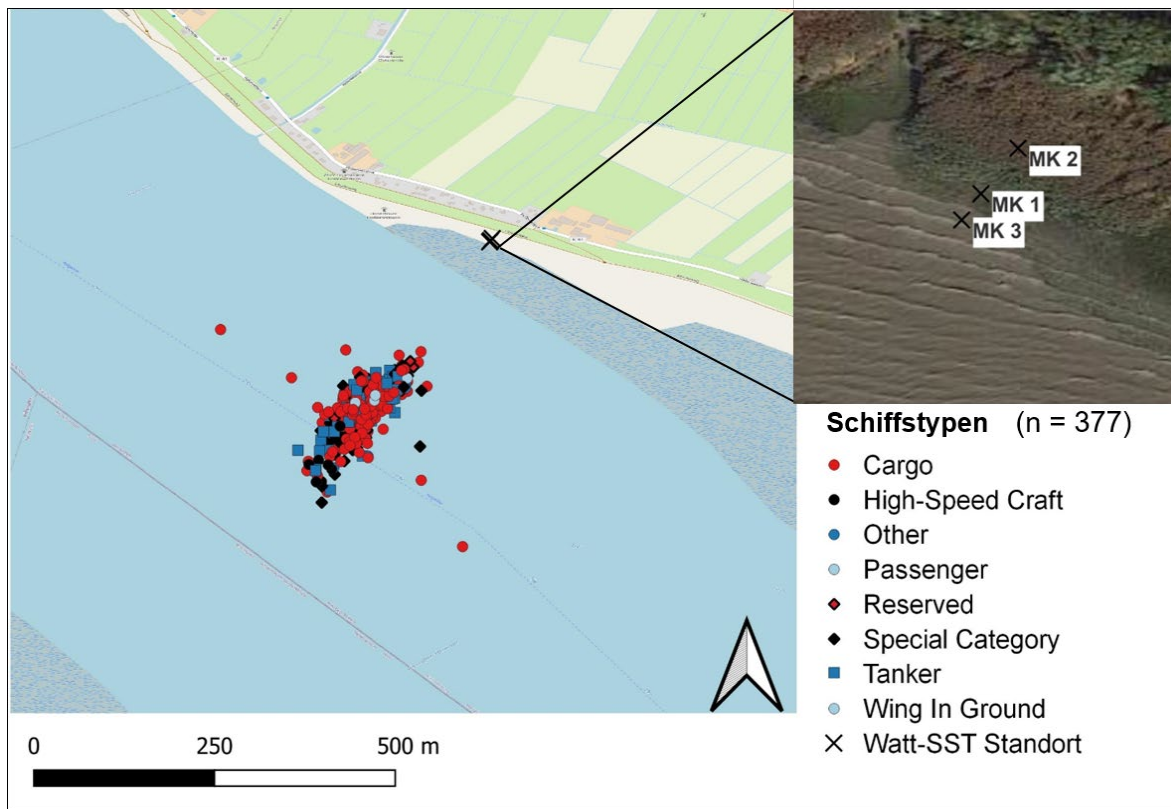 MK 2
MK 1
MK 3
Schiffstypen (n = 377)
Cargo
High-Speed Craft
Other
Passenger
Reserved
Special Category
Tanker
Wing In Ground
Watt-SST Standort
0 250 500 m